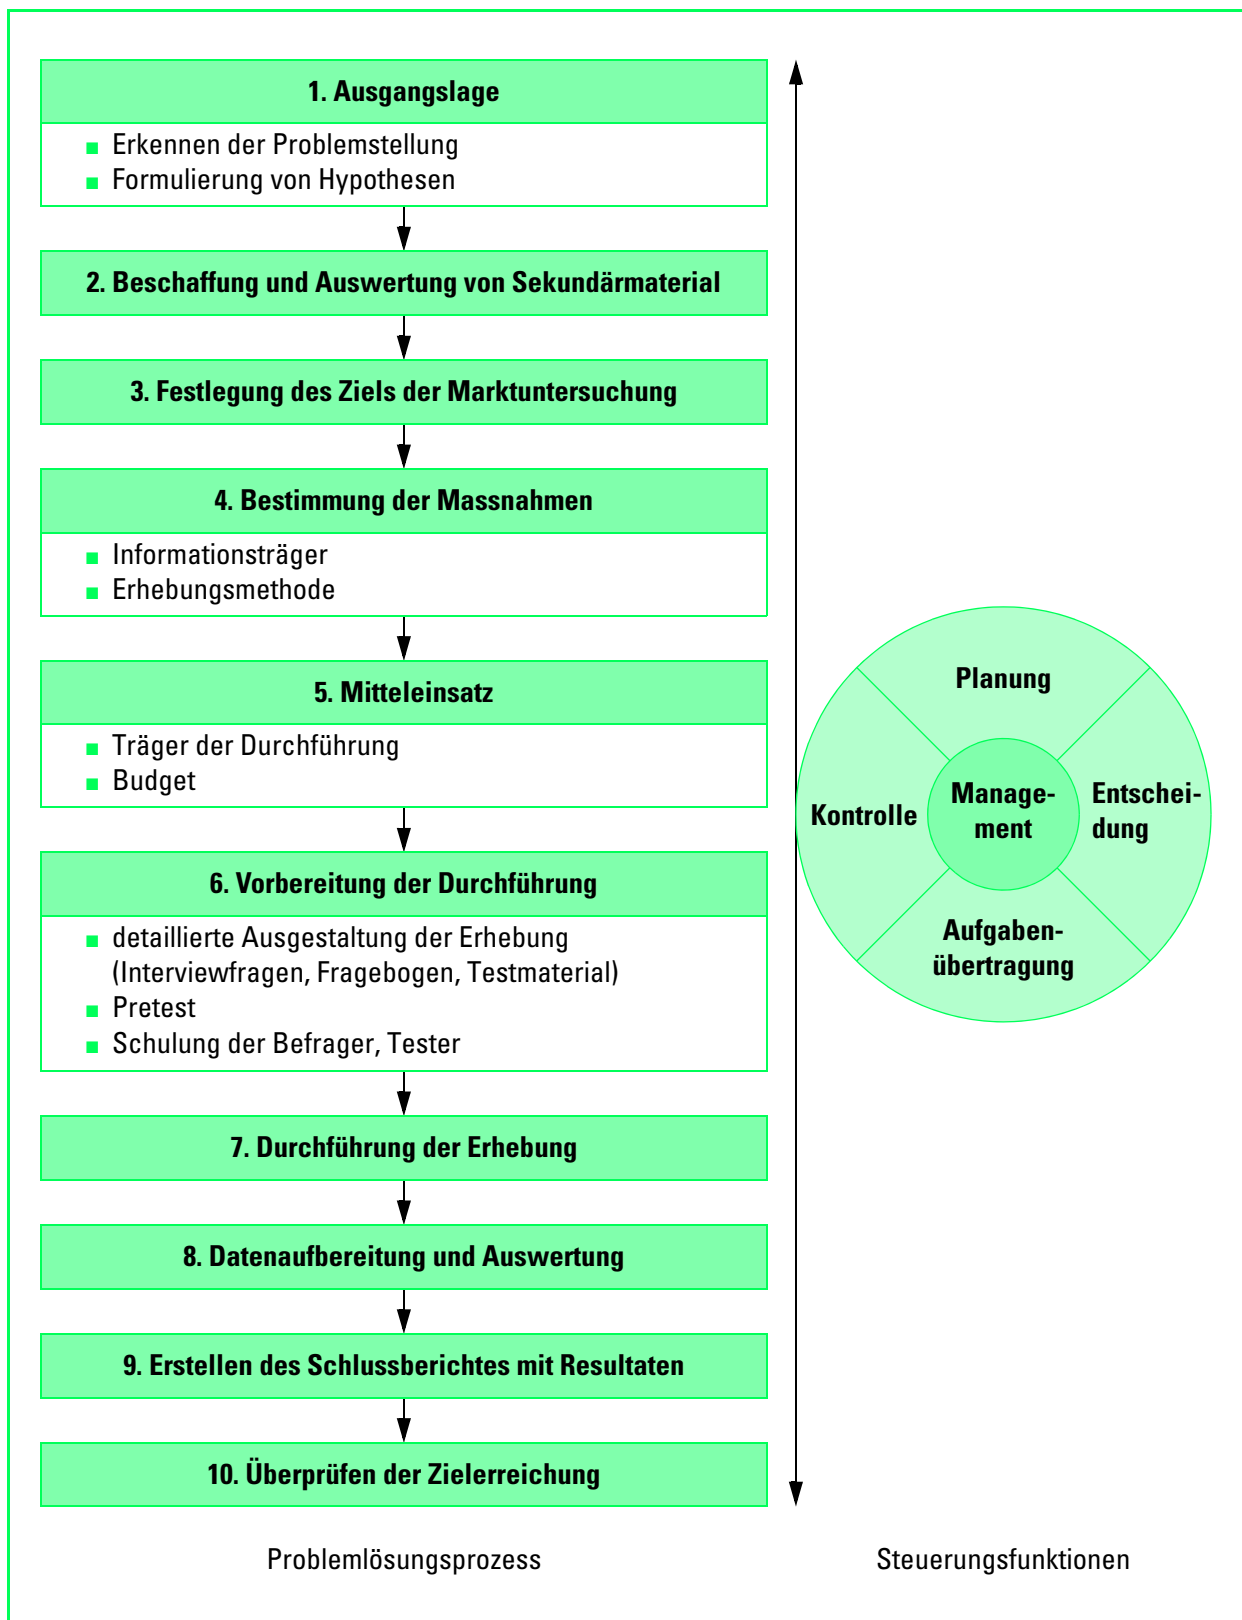 1. Ausgangslage
■ Erkennen der Problemstellung
■ Formulierung von Hypothesen
2. Beschaffung und Auswertung von Sekundärmaterial
3. Festlegung des Ziels der Marktuntersuchung
4. Bestimmung der Massnahmen
■ Informationsträger
■ Erhebungsmethode
5. Mitteleinsatz
■ Träger der Durchführung
■ Budget
6. Vorbereitung der Durchführung
■ detaillierte Ausgestaltung der Erhebung
(Interviewfragen, Fragebogen, Testmaterial)
■ Pretest
■ Schulung der Befrager, Tester
7. Durchführung der Erhebung
8. Datenaufbereitung und Auswertung
9. Erstellen des Schlussberichtes mit Resultaten
10. Überprüfen der Zielerreichung
Problemlösungsprozess
Planung
Kontrolle
Manage-
ment
Entschei-
dung
Aufgaben-
übertragung
Steuerungsfunktionen